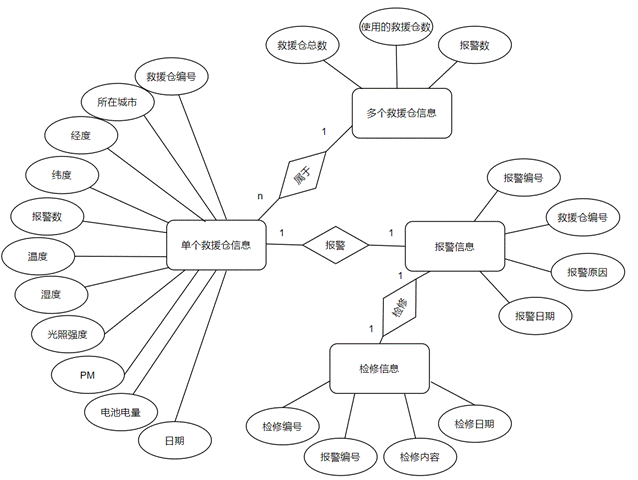 使用的救援仓数
救援仓总数
报警数
救援仓编号
所在城市
多个救援仓信息
经度
1
属于
纬度
n
报警编号
报警数
单个救援仓信息
1
报警
1
报警信息
救援仓编号
温度
报警原因
湿度
1
检修
报警日期
光照强度
1
PM
检修信息
电池电量
日期
检修编号
检修日期
报警编号
检修内容